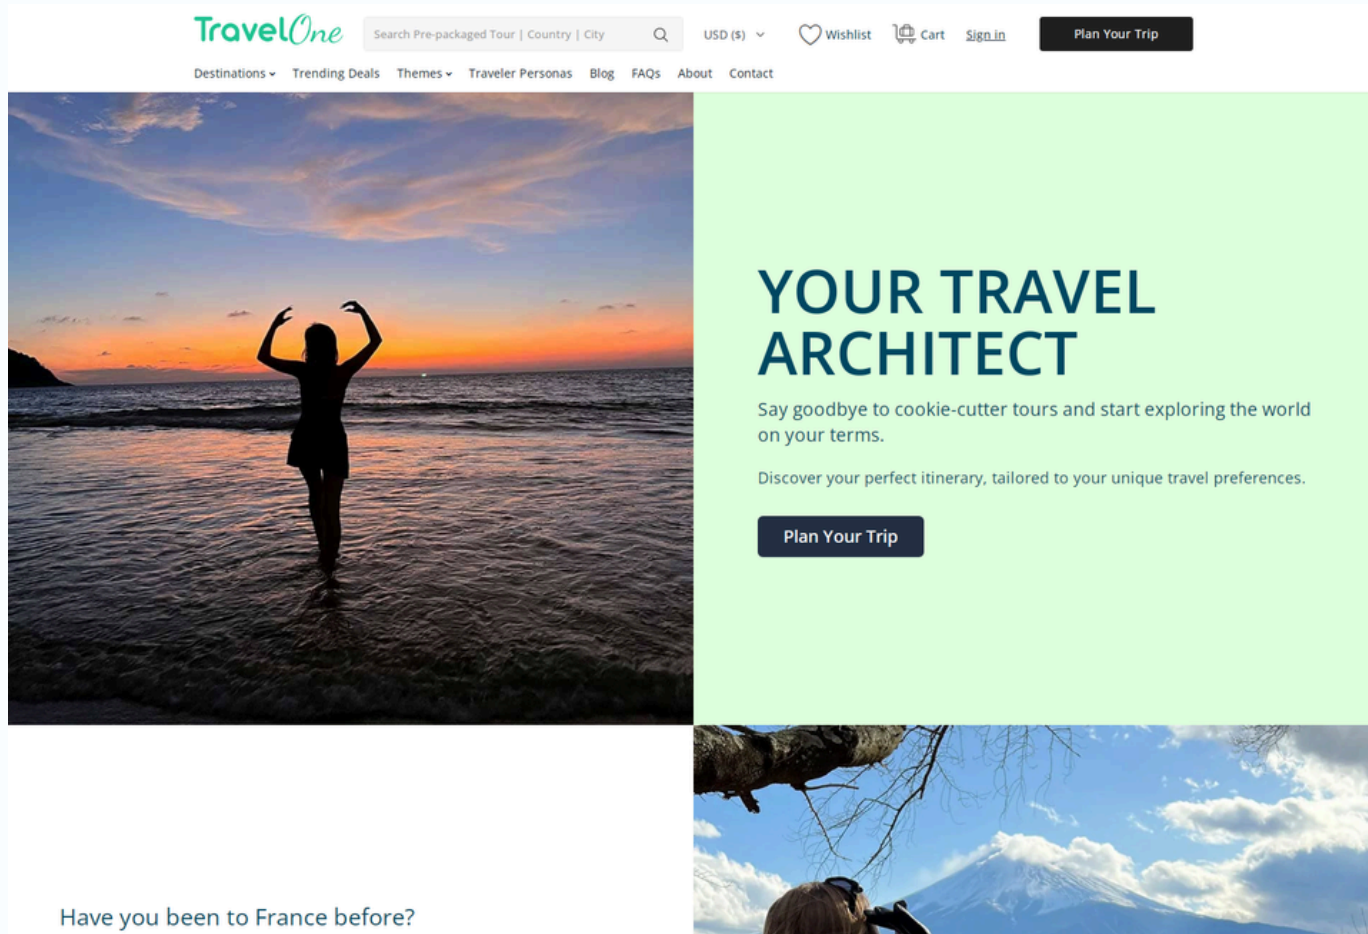 TravelOne
Search Pre-packaged Tour | Country | City
USD ($)
Wishlist
Cart
Sign in
Plan Your Trip
Destinations
Trending Deals
Themes
Traveler Personas
Blog
FAQs
About
Contact
YOUR TRAVEL
ARCHITECT
Say goodbye to cookie-cutter tours and start exploring the world
on your terms.
Discover your perfect itinerary, tailored to your unique travel preferences.
Plan Your Trip
Have you been to France before?